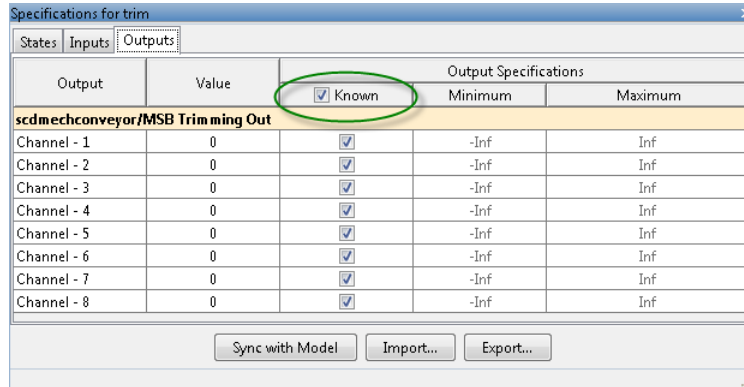 Specifications for trim
States Inputs Outputs
Output Value Output Specifications
Known Minimum Maximum
scdmechconveyor/MSB Trimming Out
Channel - 1 0 -Inf Inf
Channel - 2 0 -Inf Inf
Channel - 3 0 -Inf Inf
Channel - 4 0 -Inf Inf
Channel - 5 0 -Inf Inf
Channel - 6 0 -Inf Inf
Channel - 7 0 -Inf Inf
Channel - 8 0 -Inf Inf
Sync with Model Import... Export...